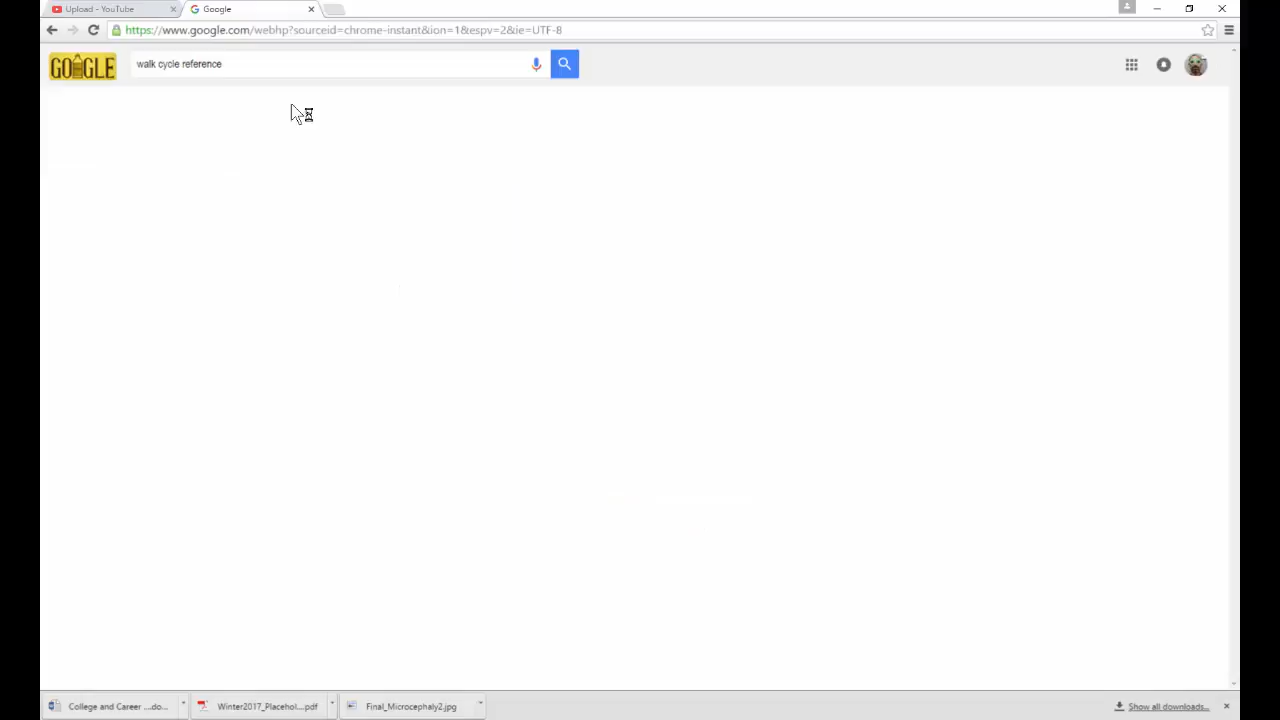 Upload - YouTube
Google
https://www.google.com/webhp?sourceid=chrome-instant&ion=1&espv=2&ie=UTF-8
GOOGLE
walk cycle reference
College and Career ....do...
Winter2017_Placehol....pdf
Final_Microcephaly2.jpg
Show all downloads...